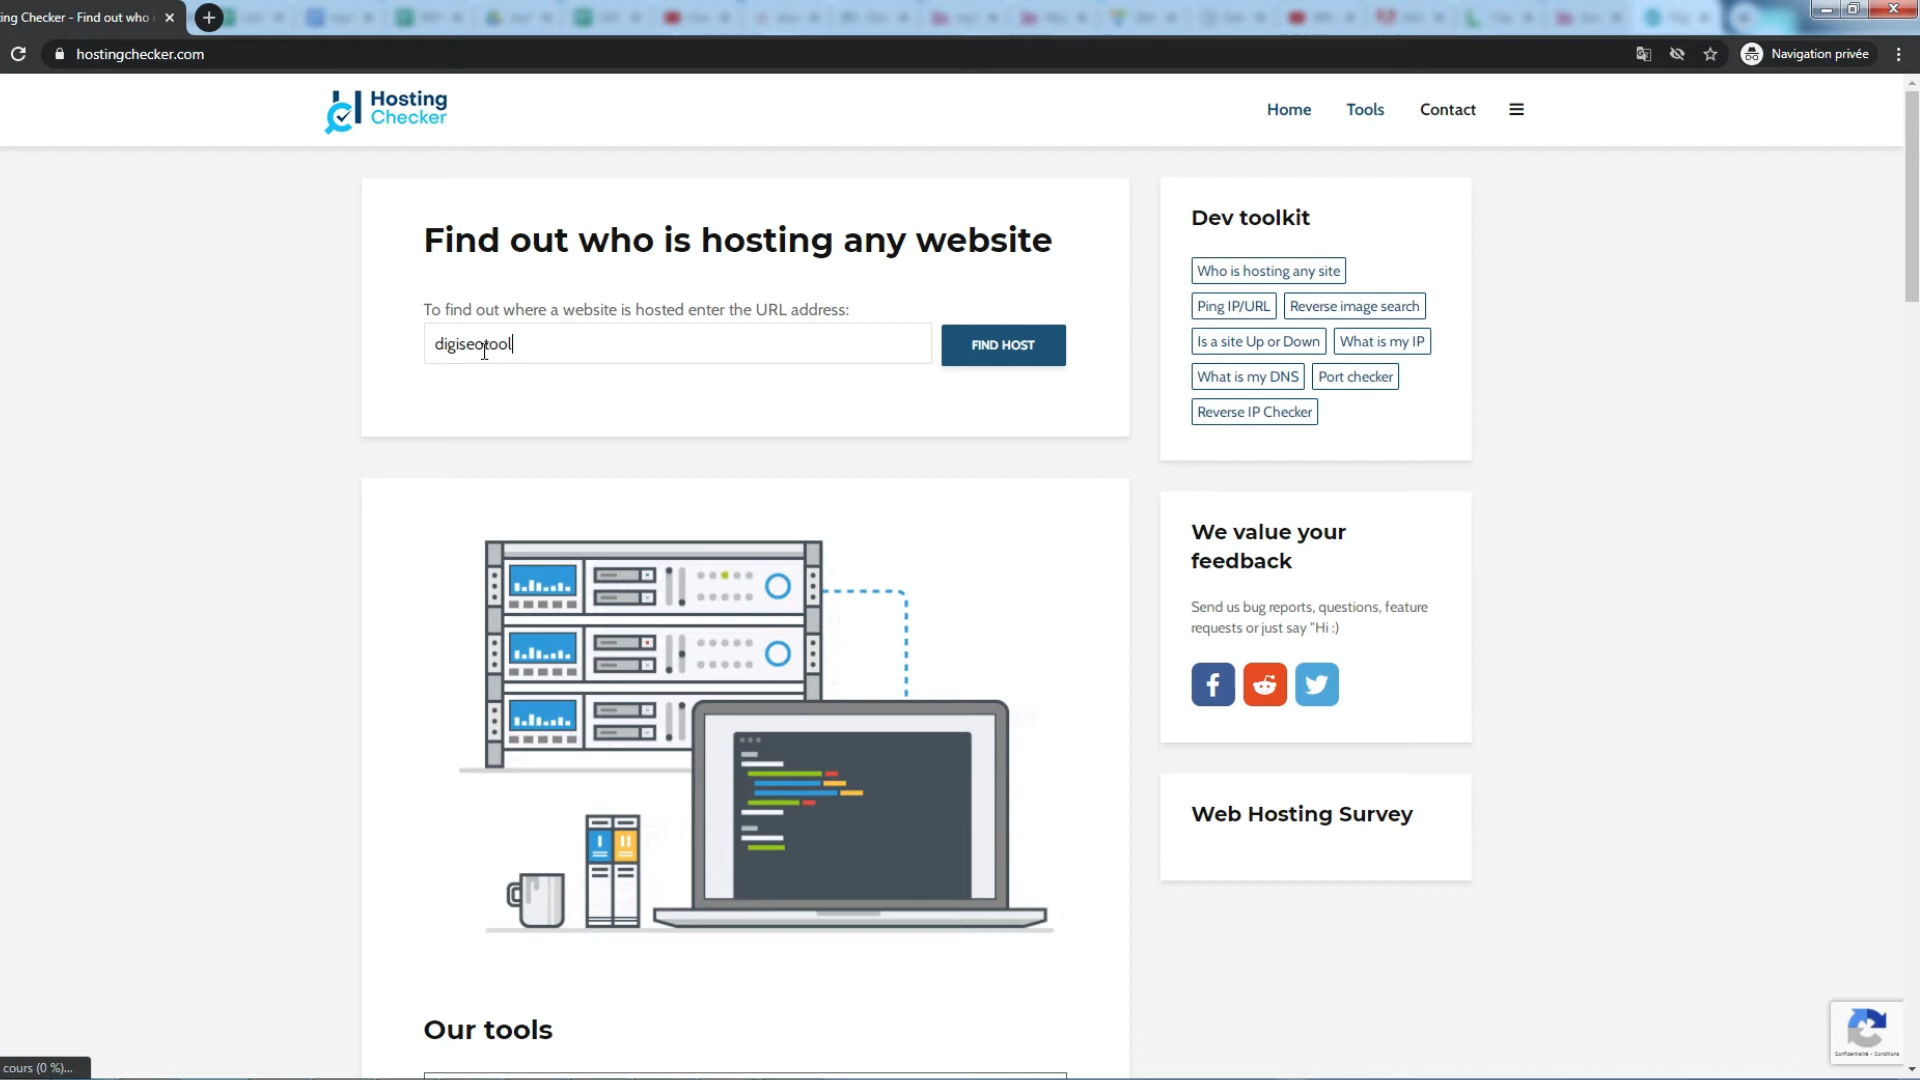 ing Checker - Find out who
hostingchecker.com
Navigation privée
Hosting
Checker
Home
Tools
Contact
Find out who is hosting any website
To find out where a website is hosted enter the URL address:
digiseotool
FIND HOST
Dev toolkit
Who is hosting any site
Ping IP/URL
Reverse image search
Is a site Up or Down
What is my IP
What is my DNS
Port checker
Reverse IP Checker
We value your
feedback
Send us bug reports, questions, feature
requests or just say "Hi :)
Web Hosting Survey
I
II
Our tools
Confidentialité - Conditions
cours (0 %)...